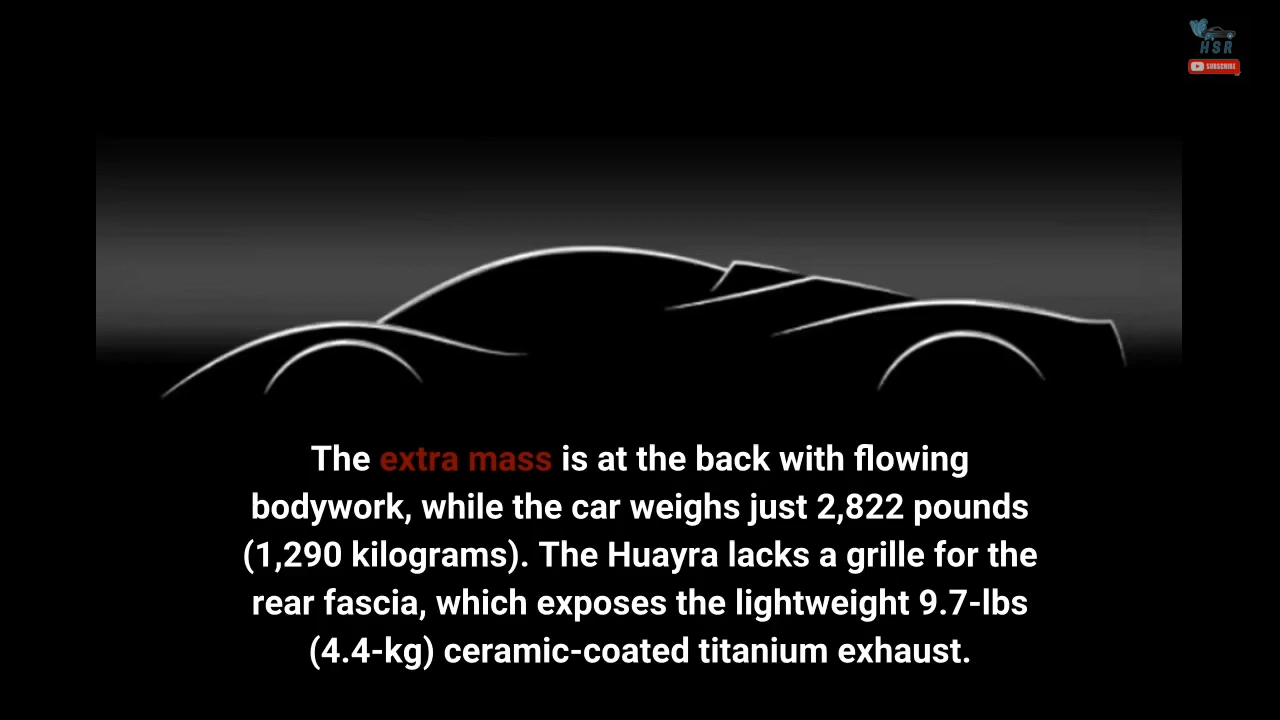 HSR
SUBSCRIBE
The extra mass is at the back with flowing
bodywork, while the car weighs just 2,822 pounds
(1,290 kilograms). The Huayra lacks a grille for the
rear fascia, which exposes the lightweight 9.7-lbs
(4.4-kg) ceramic-coated titanium exhaust.